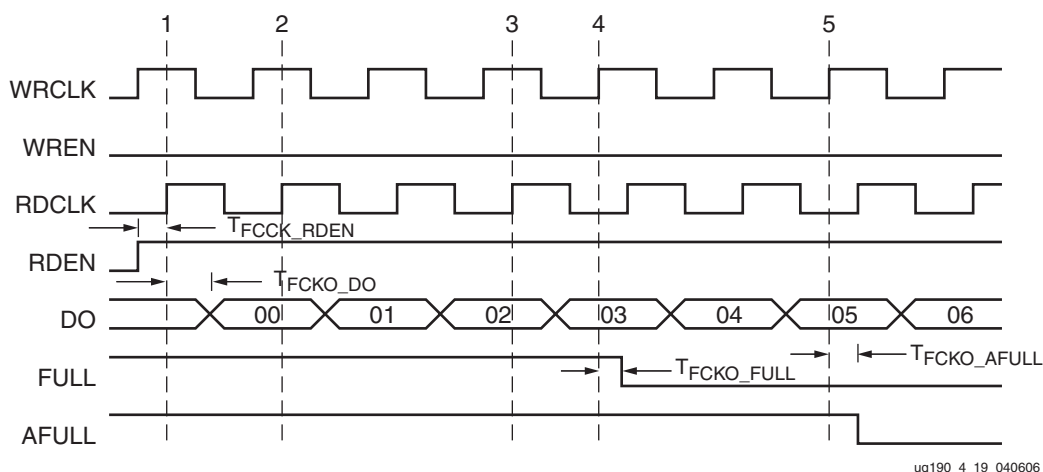 1 2 3 4 5
WRCLK
WREN
RDCLK
TFCCK_RDEN
RDEN
TFCKO_DO
DO 00 01 02 03 04 05 06
TFCKO_FULL TFCKO_AFULL
FULL
AFULL
ug190_4_19_040606